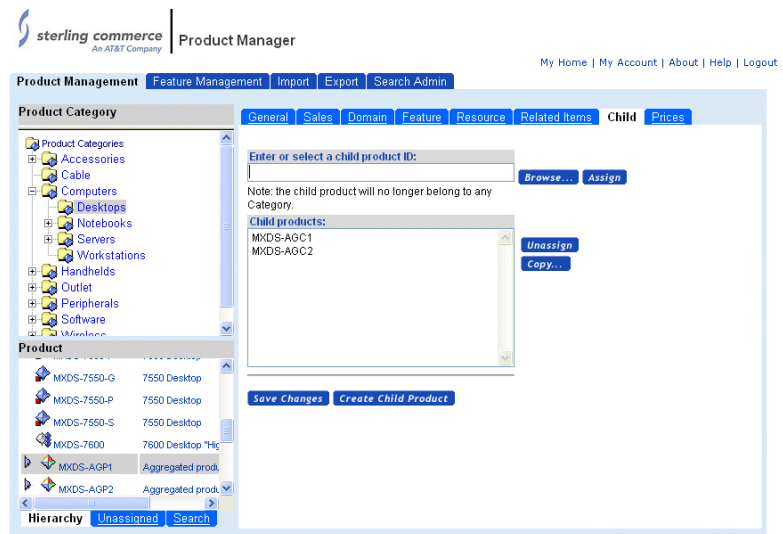 sterling commerce
An AT&T Company
Product Manager
My Home | My Account | About | Help | Logout
Product Management
Feature Management
Import
Export
Search Admin
Product Category
Product Categories
Accessories
Cable
Computers
Desktops
Notebooks
Servers
Workstations
Handhelds
Outlet
Peripherals
Software
Wireless
Product
MXDS-7550-G 7550 Desktop
MXDS-7550-P 7550 Desktop
MXDS-7550-S 7550 Desktop
MXDS-7600 7600 Desktop "Hig
MXDS-AGP1 Aggregated produ
MXDS-AGP2 Aggregated produ
Hierarchy Unassigned Search
General Sales Domain Feature Resource Related Items Child Prices
Enter or select a child product ID:
Browse... Assign
Note: the child product will no longer belong to any
Category.
Child products:
MXDS-AGC1
MXDS-AGC2
Unassign
Copy...
Save Changes Create Child Product